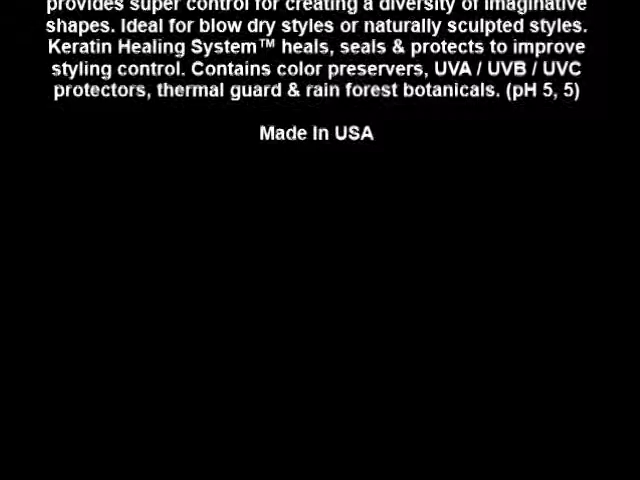 provides super control for creating a diversity of imaginative
shapes. Ideal for blow dry styles or naturally sculpted styles.
Keratin Healing System™ heals, seals & protects to improve
styling control. Contains color preservers, UVA / UVB / UVC
protectors, thermal guard & rain forest botanicals. (pH 5, 5)
Made In USA